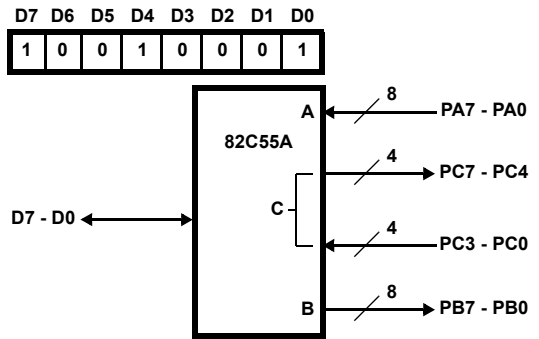 D7 D6 D5 D4 D3 D2 D1 D0
1 0 0 1 0 0 0 1
8
A PA7 - PA0
82C55A
4
PC7 - PC4
C
D7 - D0
4
PC3 - PC0
8
B PB7 - PB0